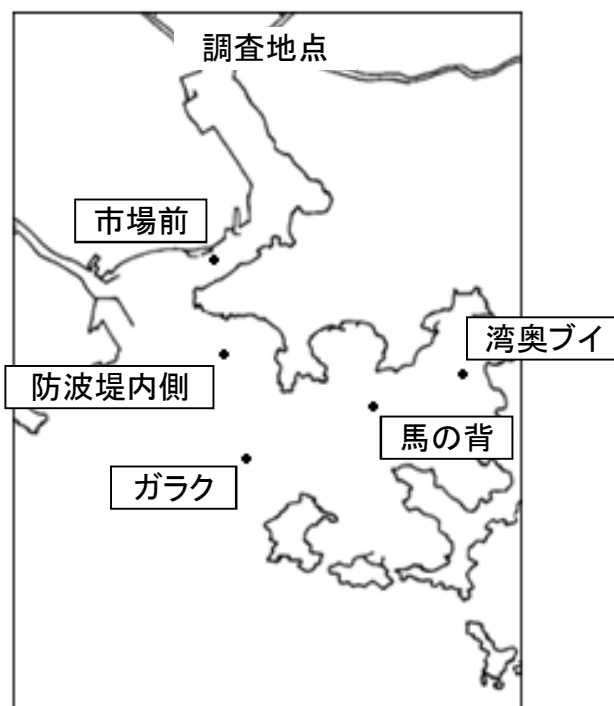 調査地点
市場前
湾奥ブイ
防波堤内側
馬の背
ガラク